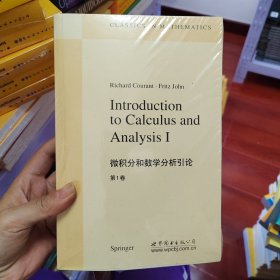 CLASSICS IN MATHEMATICS
Richard Courant · Fritz John
Introduction
to Calculus and
Analysis I
微积分和数学分析引论
第1卷
Springer
世界图书出版公司
www.wpcbj.com.cn